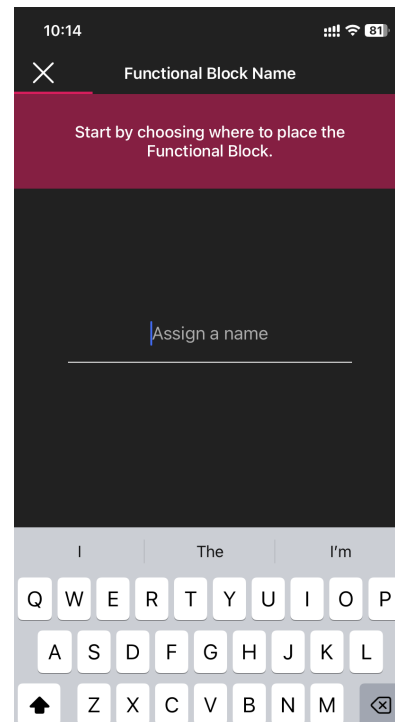 10:14
81
Functional Block Name
Start by choosing where to place the
Functional Block.
Assign a name
I The I'm
Q W E R T Y U I O P
A S D F G H J K L
Z X C V B N M